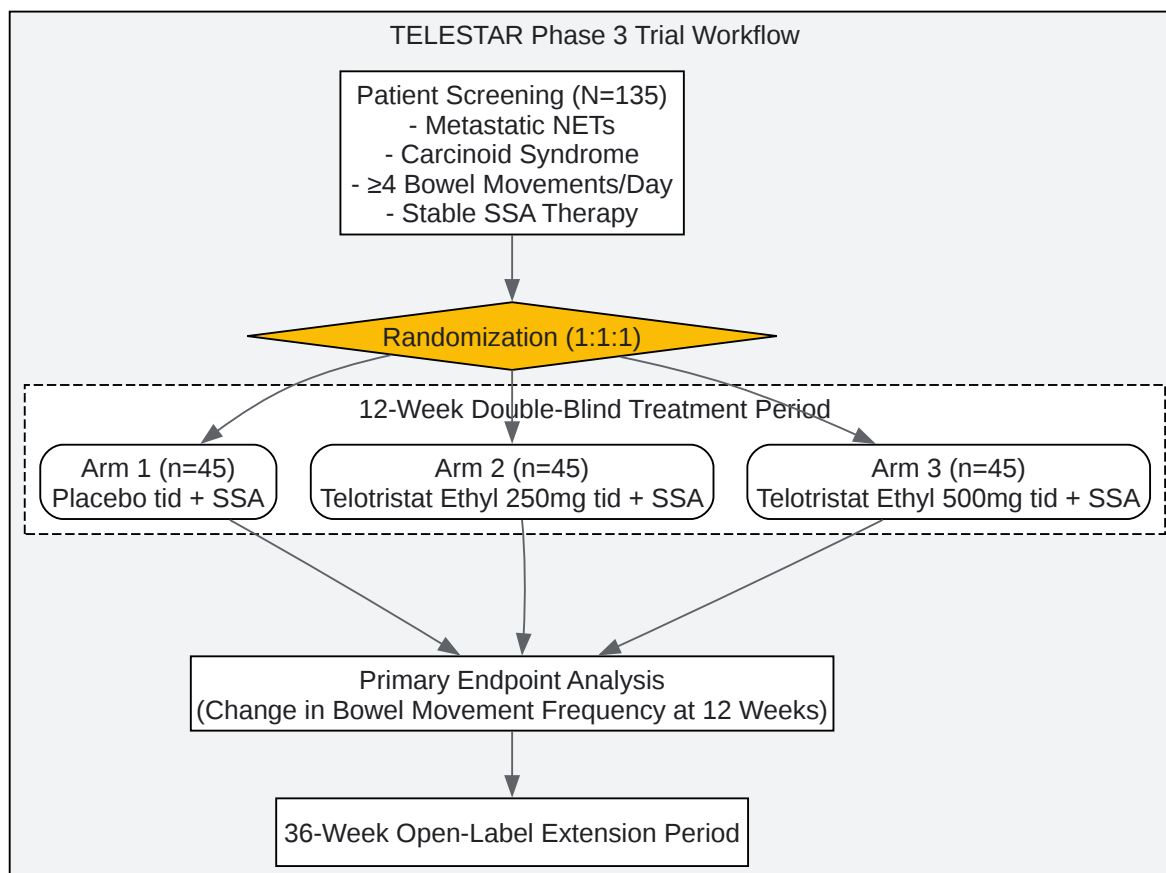 TELESTAR Phase 3 Trial Workflow
Patient Screening (N=135)
- Metastatic NETs
- Carcinoid Syndrome
- ≥4 Bowel Movements/Day
- Stable SSA Therapy
Randomization (1:1:1)
12-Week Double-Blind Treatment Period
Arm 1 (n=45)
Placebo tid + SSA
Arm 2 (n=45)
Telotristat Ethyl 250mg tid + SSA
Arm 3 (n=45)
Telotristat Ethyl 500mg tid + SSA
Primary Endpoint Analysis
(Change in Bowel Movement Frequency at 12 Weeks)
36-Week Open-Label Extension Period